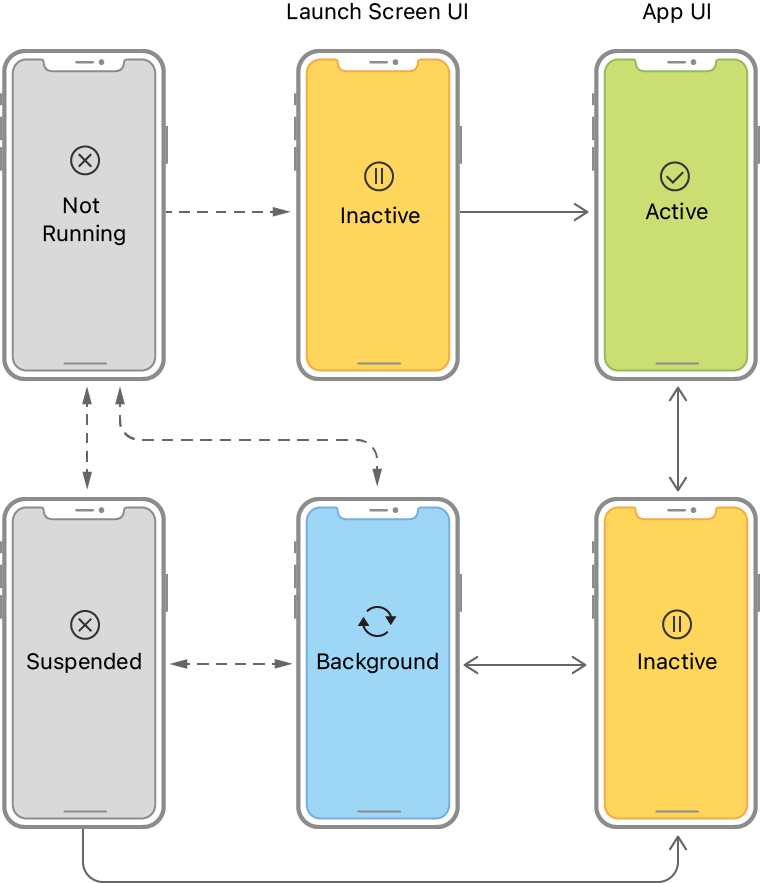 Launch Screen UI
App UI
Not
Running
Inactive
Active
Suspended
Background
Inactive